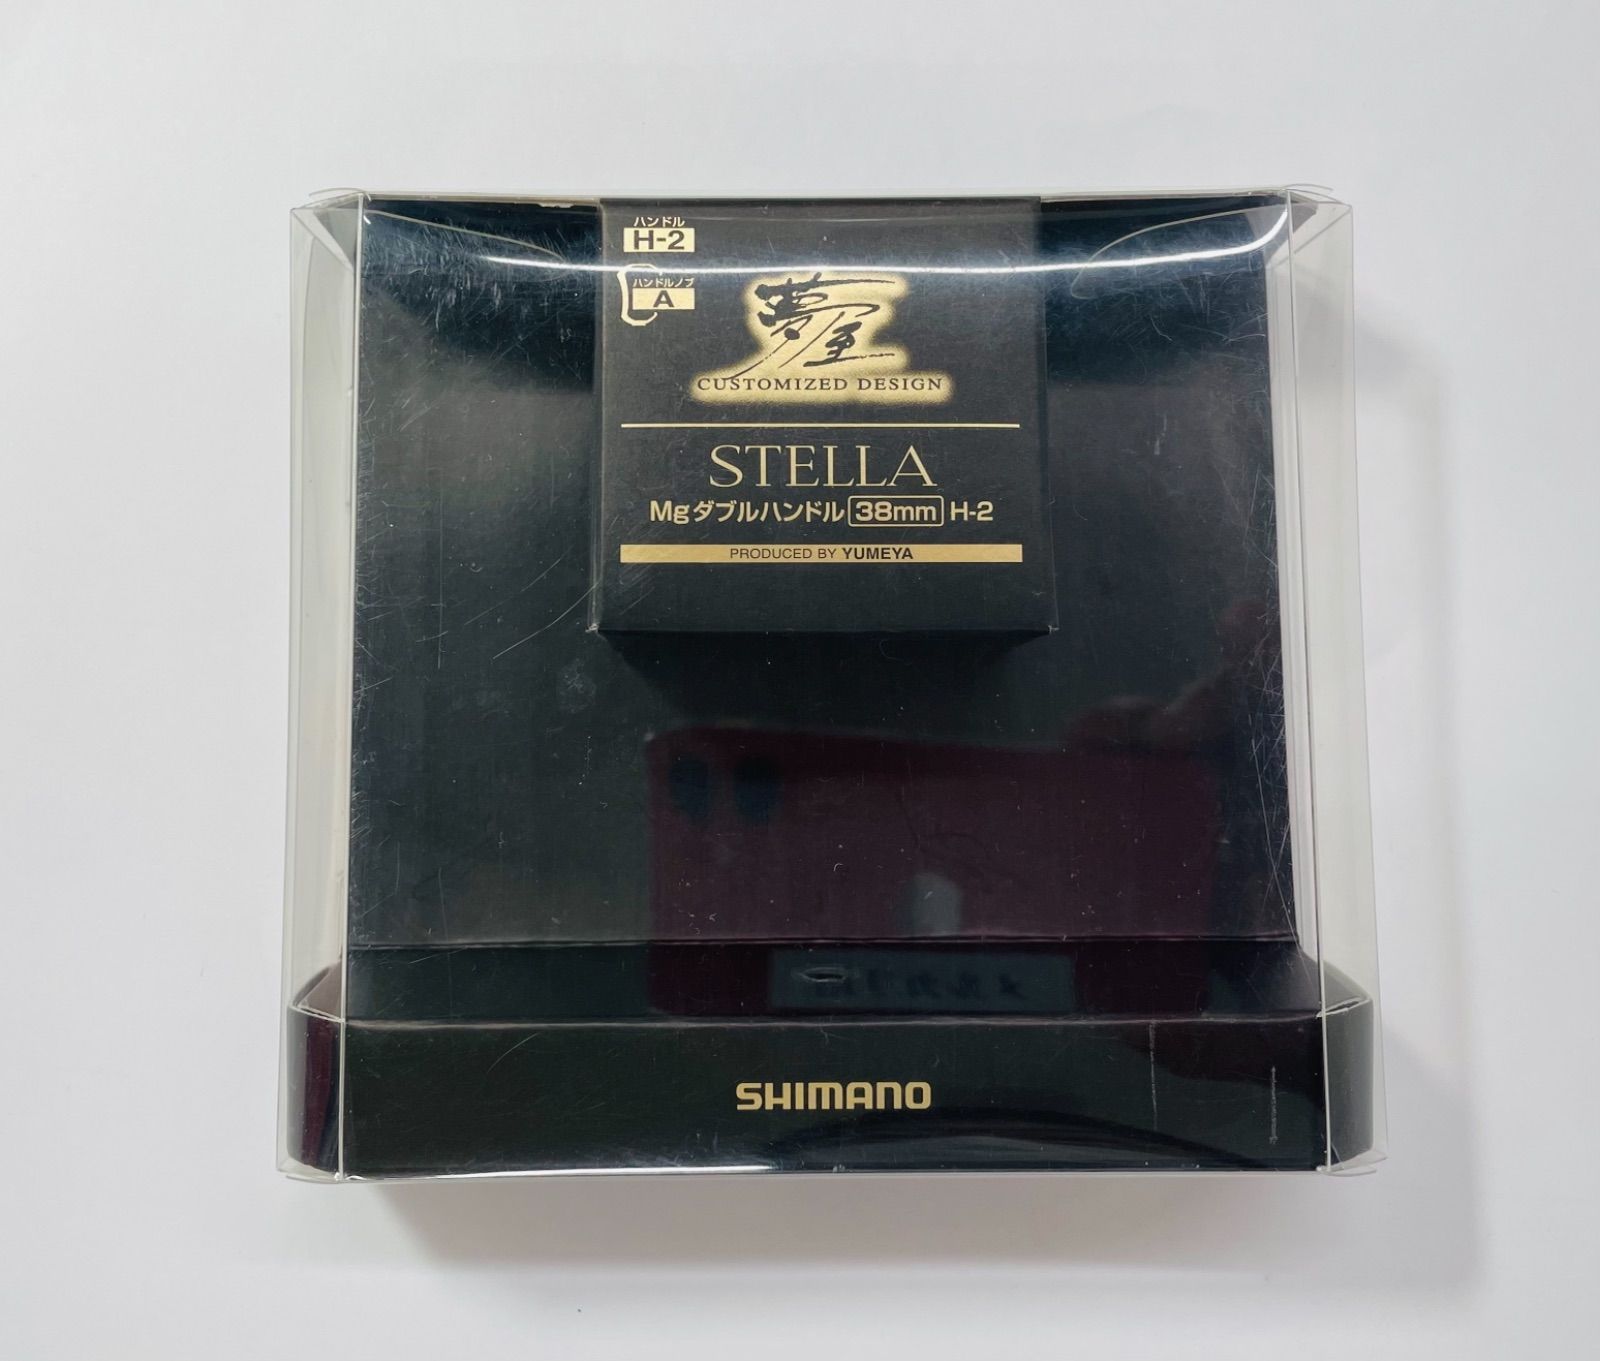 ハンドル
H-2
ハンドルノブ
A
夢屋
CUSTOMIZED DESIGN
STELLA
Mgダブルハンドル 38mm H-2
PRODUCED BY YUMEYA
SHIMANO